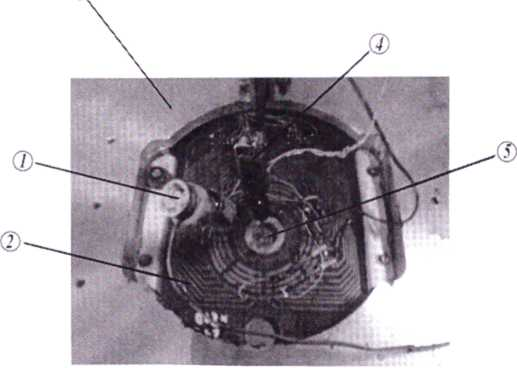 ④
①
⑤
②